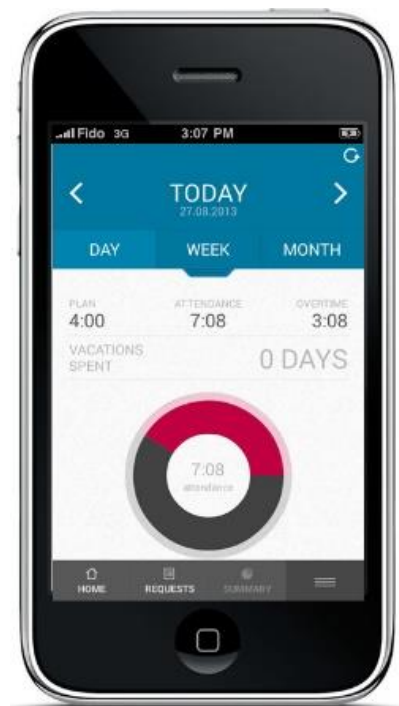 Fido 3G 3:07 PM
TODAY
27.08.2013
DAY WEEK MONTH
PLAN ATTENDANCE OVERTIME
4:00 7:08 3:08
VACATIONS
SPENT
0 DAYS
7:08
attendance
HOME REQUESTS SUMMARY